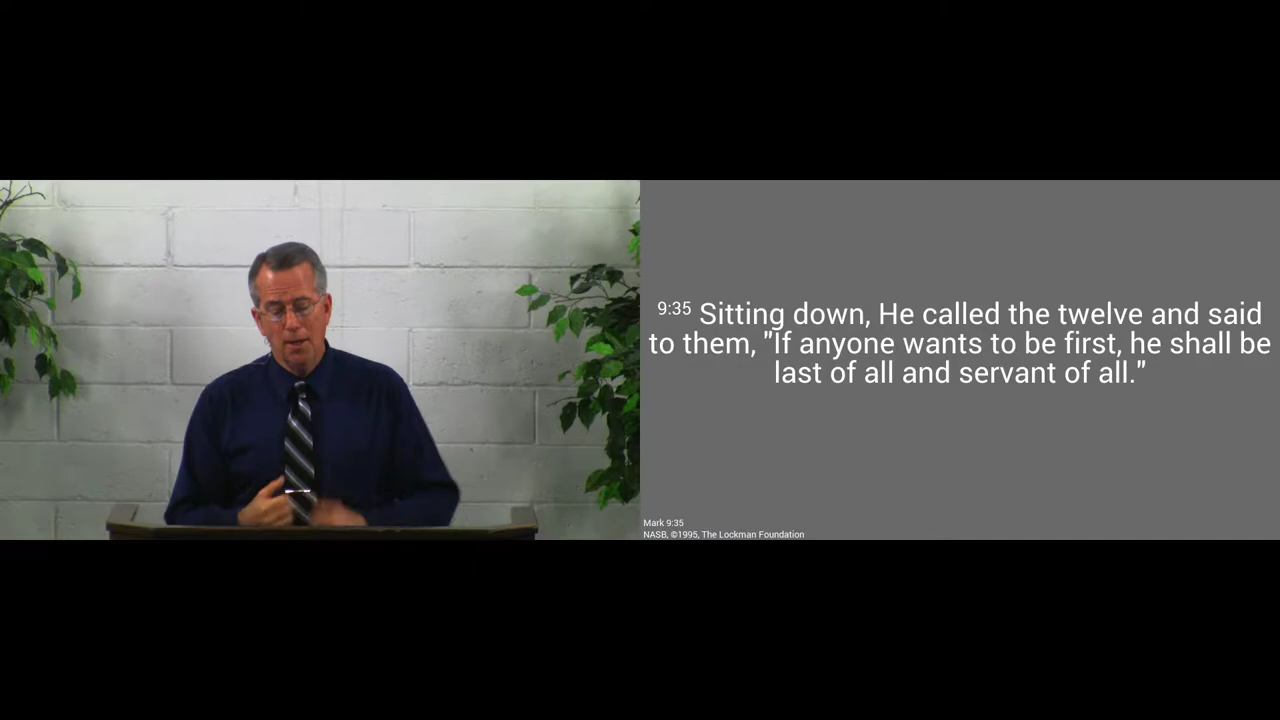 9:35 Sitting down, He called the twelve and said
to them, "If anyone wants to be first, he shall be
last of all and servant of all."
Mark 9:35
NASB, ©1995, The Lockman Foundation